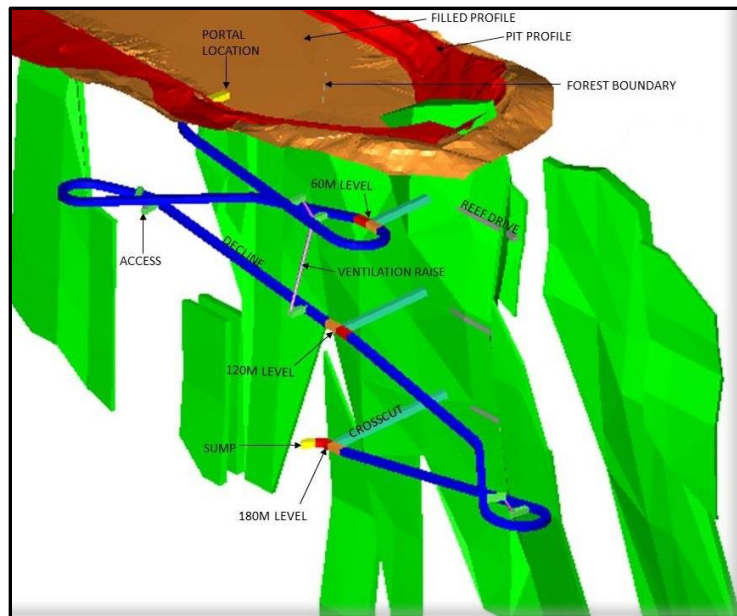 FILLED PROFILE
PORTAL
LOCATION
PIT PROFILE
FOREST BOUNDARY
60M LEVEL
REEF DRIVE
ACCESS
DECLINE
VENTILATION RAISE
120M LEVEL
CROSSCUT
SUMP
180M LEVEL